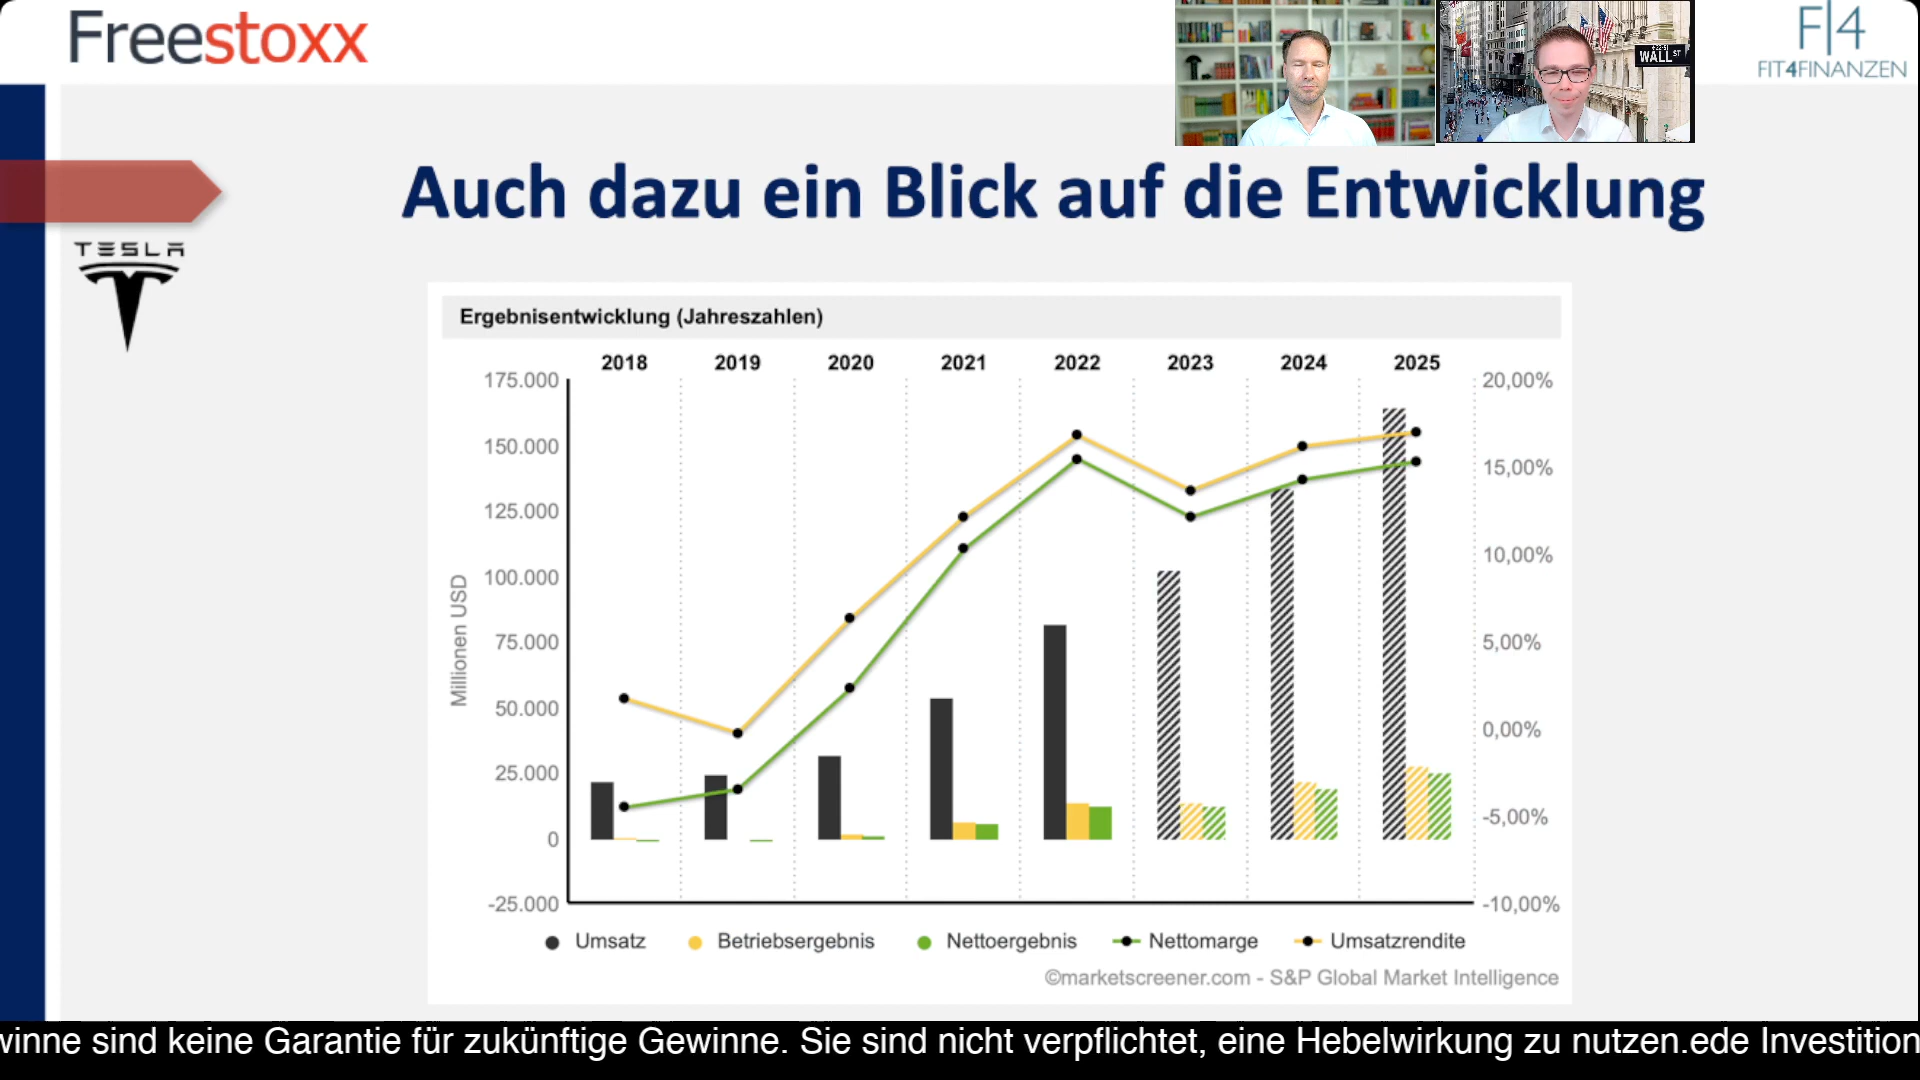 Freestoxx
WALL ST
F|4
FIT4FINANZEN
Auch dazu ein Blick auf die Entwicklung
TESLA
Ergebnisentwicklung (Jahreszahlen)
2018 2019 2020 2021 2022 2023 2024 2025
175.000 20,00%
150.000 15,00%
125.000
100.000 10,00%
75.000 5,00%
50.000 0,00%
25.000
0 -5,00%
-25.000 -10,00%
Millionen USD
Umsatz Betriebsergebnis Nettoergebnis Nettomarge Umsatzrendite
©marketscreener.com - S&P Global Market Intelligence
winne sind keine Garantie für zukünftige Gewinne. Sie sind nicht verpflichtet, eine Hebelwirkung zu nutzen.ede Investition